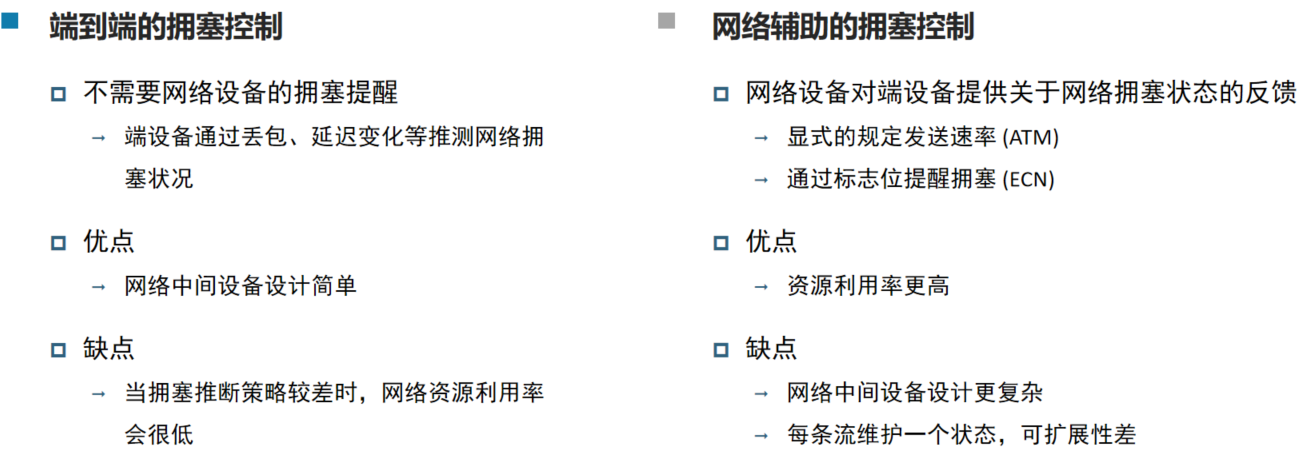 端到端的拥塞控制
不需要网络设备的拥塞提醒
→ 端设备通过丢包、延迟变化等推测网络拥
塞状况
优点
→ 网络中间设备设计简单
缺点
→ 当拥塞推断策略较差时，网络资源利用率
会很低
网络辅助的拥塞控制
网络设备对端设备提供关于网络拥塞状态的反馈
→ 显式的规定发送速率 (ATM)
→ 通过标志位提醒拥塞 (ECN)
优点
→ 资源利用率更高
缺点
→ 网络中间设备设计更复杂
→ 每条流维护一个状态，可扩展性差